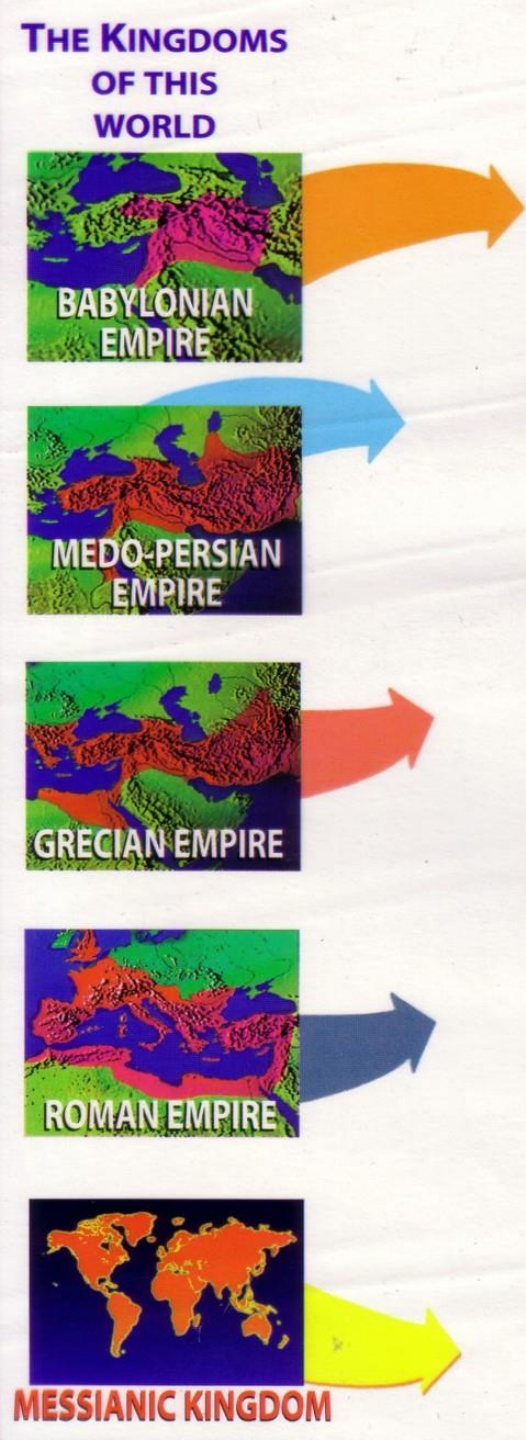 THE KINGDOMS
OF THIS
WORLD
BABYLONIAN
EMPIRE
MEDO-PERSIAN
EMPIRE
GRECIAN EMPIRE
ROMAN EMPIRE
MESSIANIC KINGDOM